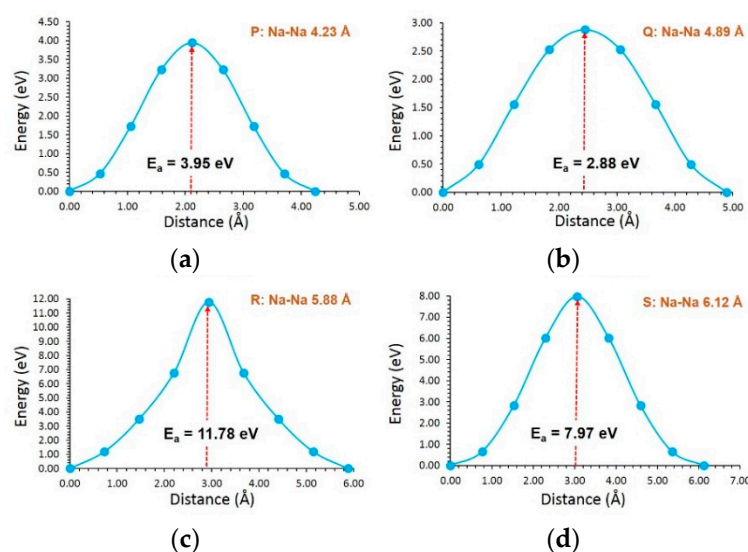 P: Na-Na 4.23 Å
Energy (eV)
4.50
4.00
3.50
3.00
2.50
2.00
1.50
1.00
0.50
0.00
Ea = 3.95 eV
0.00 1.00 2.00 3.00 4.00 5.00
Distance (Å)
(a)
Q: Na-Na 4.89 Å
Energy (eV)
3.00
2.50
2.00
1.50
1.00
0.50
0.00
Ea = 2.88 eV
0.00 1.00 2.00 3.00 4.00 5.00
Distance (Å)
(b)
R: Na-Na 5.88 Å
Energy (eV)
12.00
11.00
10.00
9.00
8.00
7.00
6.00
5.00
4.00
3.00
2.00
1.00
0.00
Ea = 11.78 eV
0.00 1.00 2.00 3.00 4.00 5.00 6.00
Distance (Å)
(c)
S: Na-Na 6.12 Å
Energy (eV)
8.00
7.00
6.00
5.00
4.00
3.00
2.00
1.00
0.00
Ea = 7.97 eV
0.00 1.00 2.00 3.00 4.00 5.00 6.00 7.00
Distance (Å)
(d)